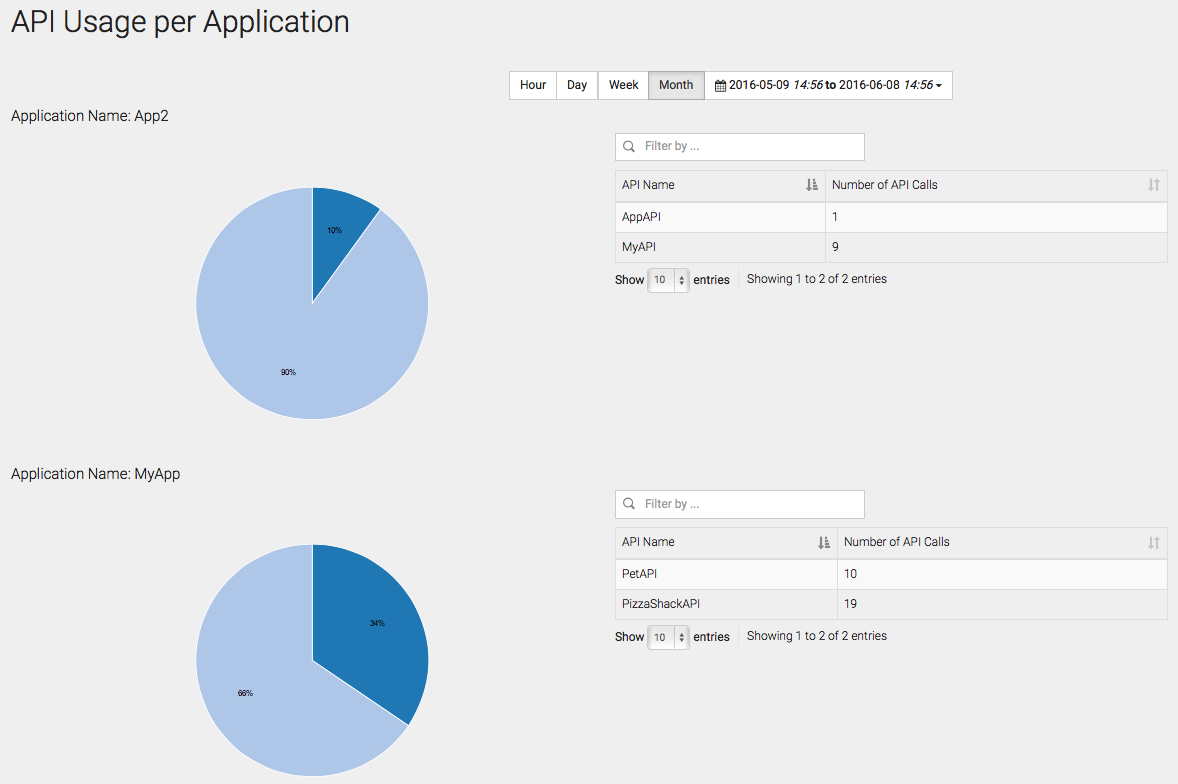 API Usage per Application
Hour Day Week Month 2016-05-09 14:56 to 2016-06-08 14:56
Application Name: App2
Filter by ...
API Name Number of API Calls
AppAPI 1
MyAPI 9
Show 10 entries Showing 1 to 2 of 2 entries
10%
90%
Application Name: MyApp
Filter by ...
API Name Number of API Calls
PetAPI 10
PizzaShackAPI 19
Show 10 entries Showing 1 to 2 of 2 entries
34%
66%